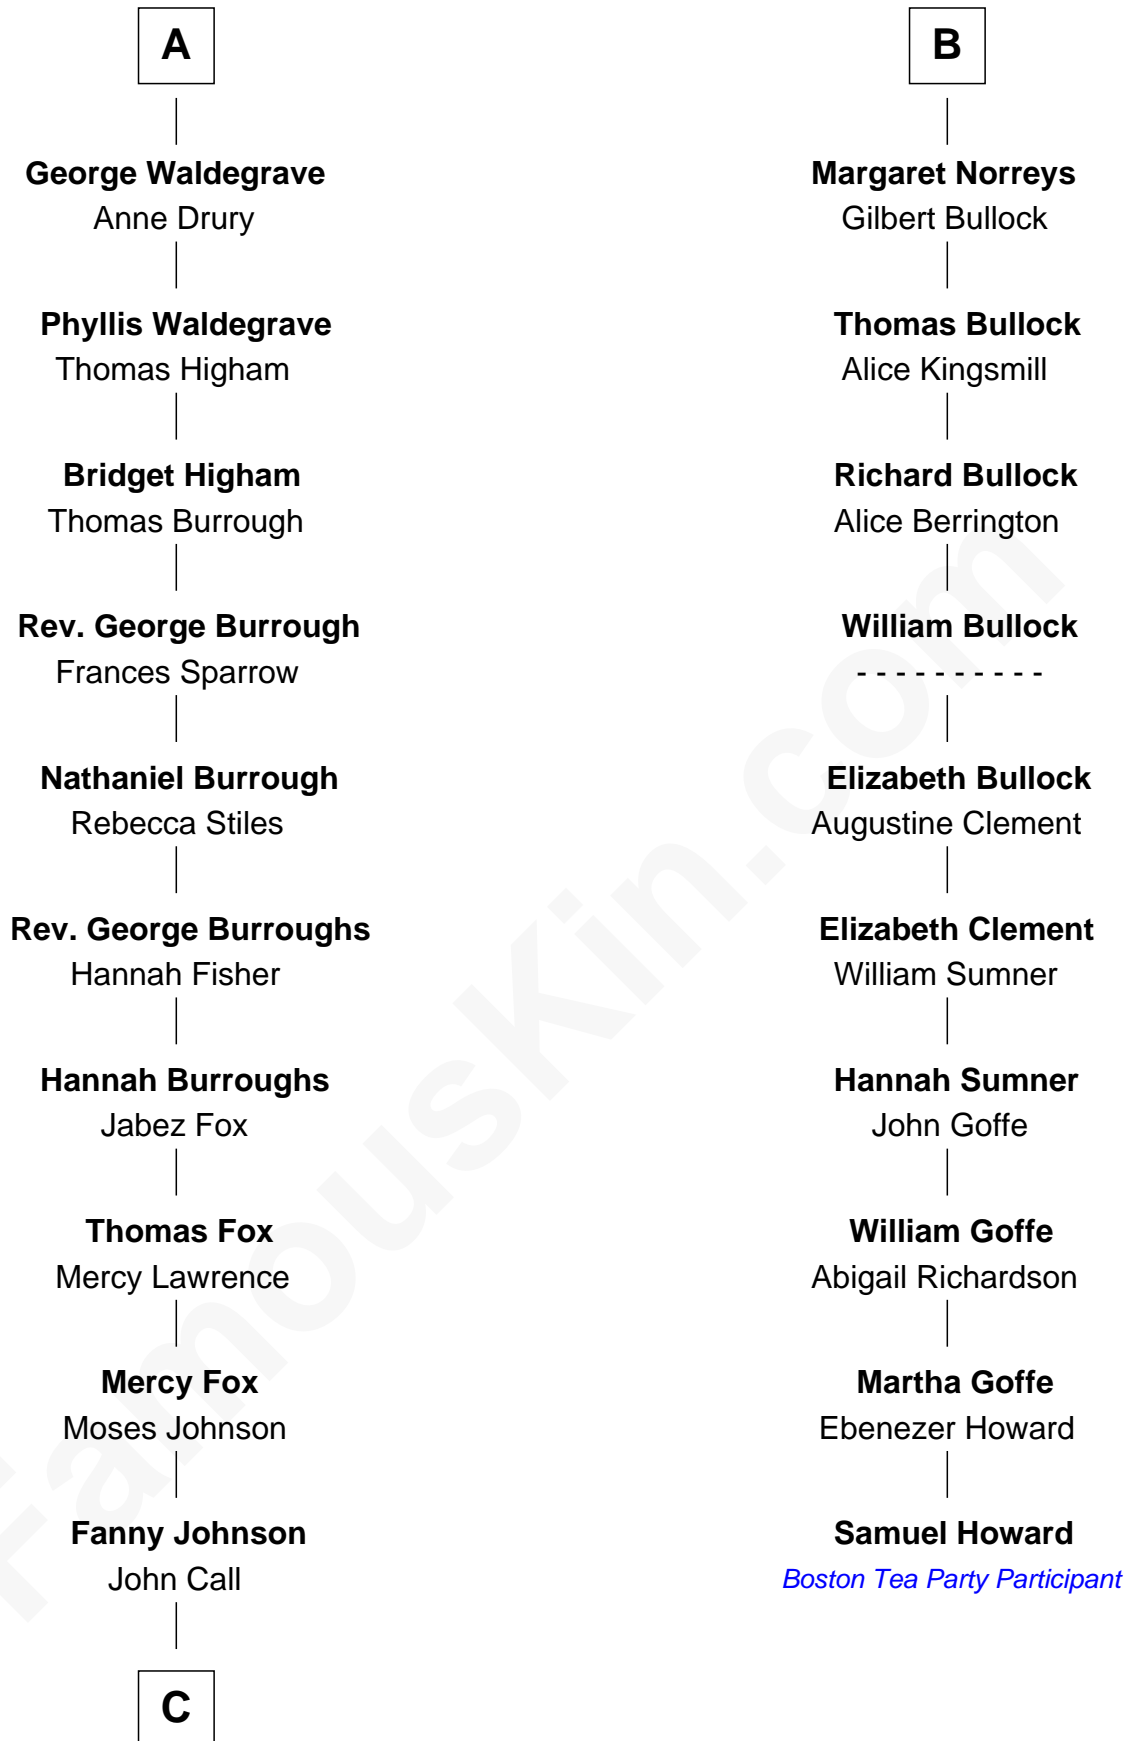 A
George Waldegrave
Anne Drury
Phyllis Waldegrave
Thomas Higham
Bridget Higham
Thomas Burrough
Rev. George Burrough
Frances Sparrow
Nathaniel Burrough
Rebecca Stiles
Rev. George Burroughs
Hannah Fisher
Hannah Burroughs
Jabez Fox
Thomas Fox
Mercy Lawrence
Mercy Fox
Moses Johnson
Fanny Johnson
John Call
C
B
Margaret Norreys
Gilbert Bullock
Thomas Bullock
Alice Kingsmill
Richard Bullock
Alice Berrington
William Bullock
- - - - - - - - - -
Elizabeth Bullock
Augustine Clement
Elizabeth Clement
William Sumner
Hannah Sumner
John Goffe
William Goffe
Abigail Richardson
Martha Goffe
Ebenezer Howard
Samuel Howard
Boston Tea Party Participant
FamousKin.com